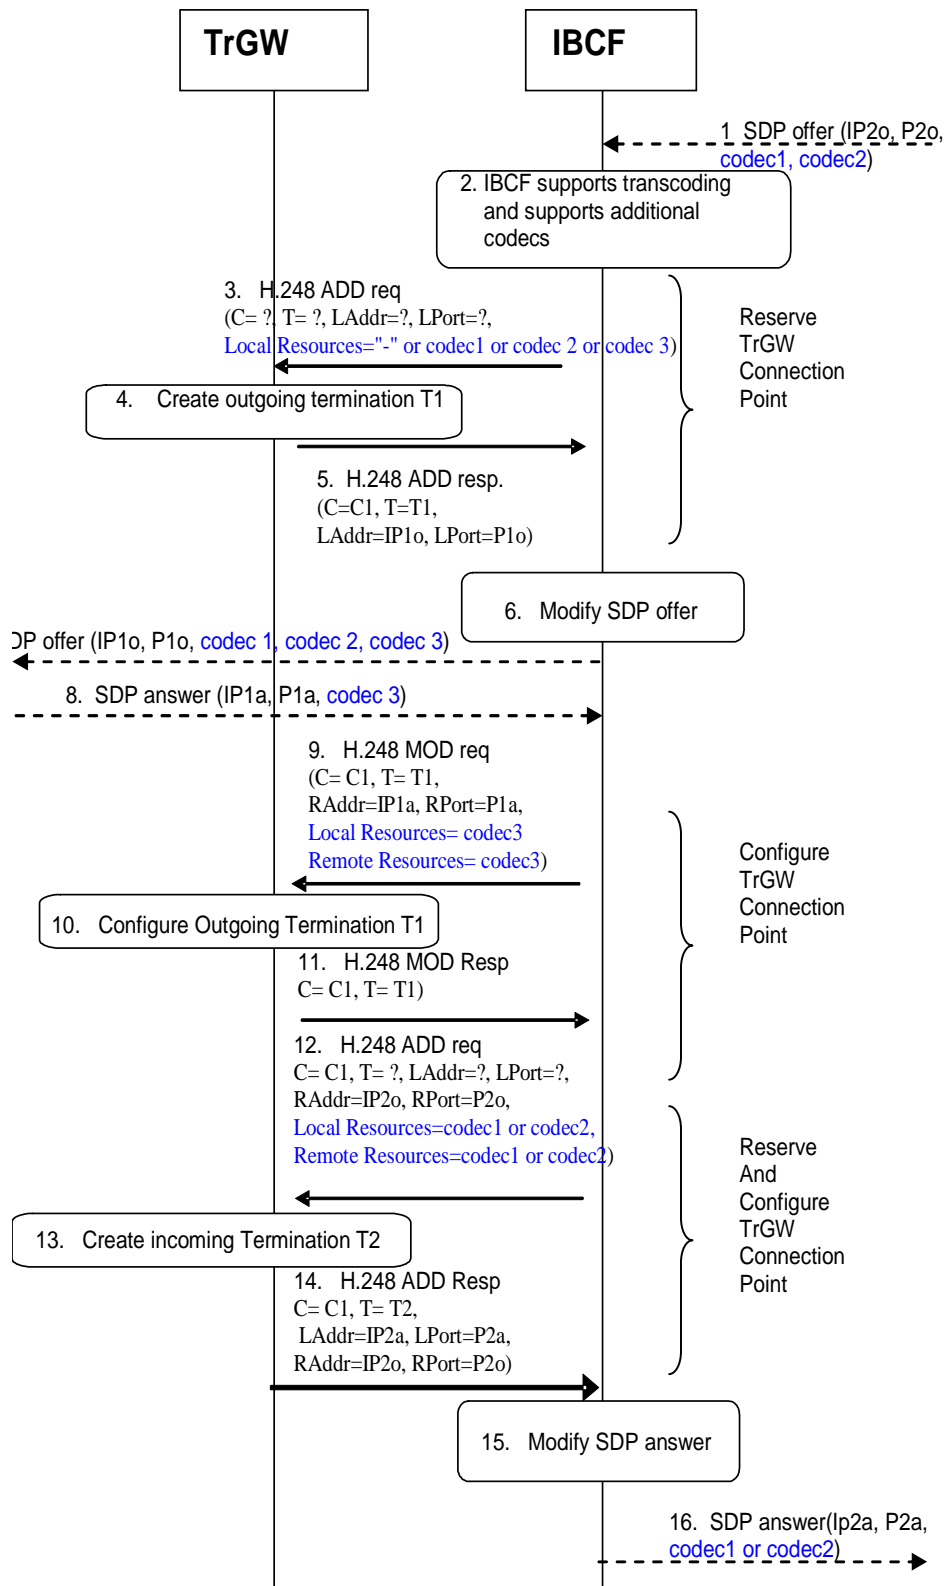 TrGW
IBCF
1 SDP offer (IP2o, P2o,
codec1, codec2)
2. IBCF supports transcoding
and supports additional
codecs
3. H.248 ADD req
(C= ?, T= ?, LAddr=?, LPort=?,
Local Resources="-" or codec1 or codec 2 or codec 3)
Reserve
TrGW
Connection
Point
4. Create outgoing termination T1
5. H.248 ADD resp.
(C=C1, T=T1,
LAddr=IP1o, LPort=P1o)
6. Modify SDP offer
DP offer (IP1o, P1o, codec 1, codec 2, codec 3)
8. SDP answer (IP1a, P1a, codec 3)
9. H.248 MOD req
(C= C1, T= T1,
RAddr=IP1a, RPort=P1a,
Local Resources= codec3
Remote Resources= codec3)
Configure
TrGW
Connection
Point
10. Configure Outgoing Termination T1
11. H.248 MOD Resp
C= C1, T= T1)
12. H.248 ADD req
C= C1, T= ?, LAddr=?, LPort=?,
RAddr=IP2o, RPort=P2o,
Local Resources=codec1 or codec2,
Remote Resources=codec1 or codec2)
Reserve
And
Configure
TrGW
Connection
Point
13. Create incoming Termination T2
14. H.248 ADD Resp
C= C1, T= T2,
LAddr=IP2a, LPort=P2a,
RAddr=IP2o, RPort=P2o)
15. Modify SDP answer
16. SDP answer(Ip2a, P2a,
codec1 or codec2)